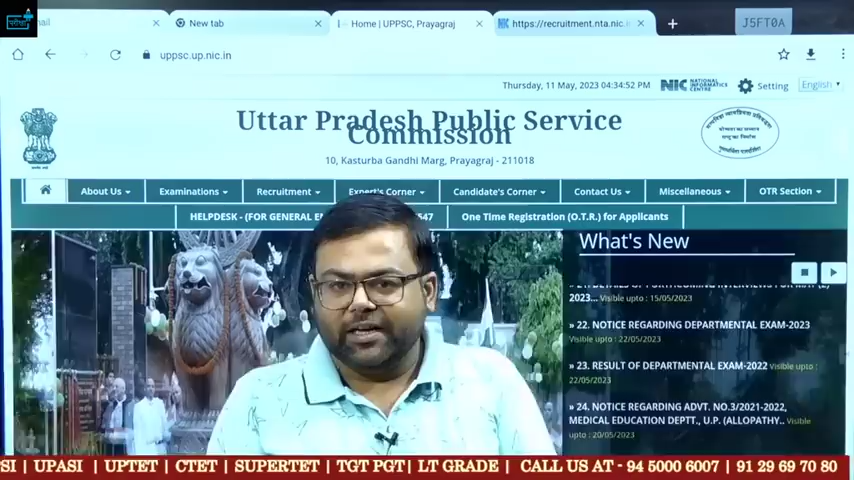 परीक्षा
ail
New tab
Home | UPPSC, Prayagraj
https://recruitment.nta.nic.i
J5FT0A
uppsc.up.nic.in
Thursday, 11 May, 2023 04:34:52 PM
NIC NATIONAL INFORMATICS CENTRE
Setting
English
Uttar Pradesh Public Service
Commission
10, Kasturba Gandhi Marg, Prayagraj - 211018
About Us
Examinations
Recruitment
Expert's Corner
Candidate's Corner
Contact Us
Miscellaneous
OTR Section
HELPDESK - (FOR GENERAL EN 547
One Time Registration (O.T.R.) for Applicants
What's New
2023... Visible upto : 15/05/2023
» 22. NOTICE REGARDING DEPARTMENTAL EXAM-2023
Visible upto : 22/05/2023
» 23. RESULT OF DEPARTMENTAL EXAM-2022 Visible upto :
22/05/2023
» 24. NOTICE REGARDING ADVT. NO.3/2021-2022,
MEDICAL EDUCATION DEPTT., U.P. (ALLOPATHY.. Visible
upto : 20/05/2023
SI | UPASI | UPTET | CTET | SUPERTET | TGT PGT| LT GRADE | CALL US AT - 94 5000 6007 | 91 29 69 70 80